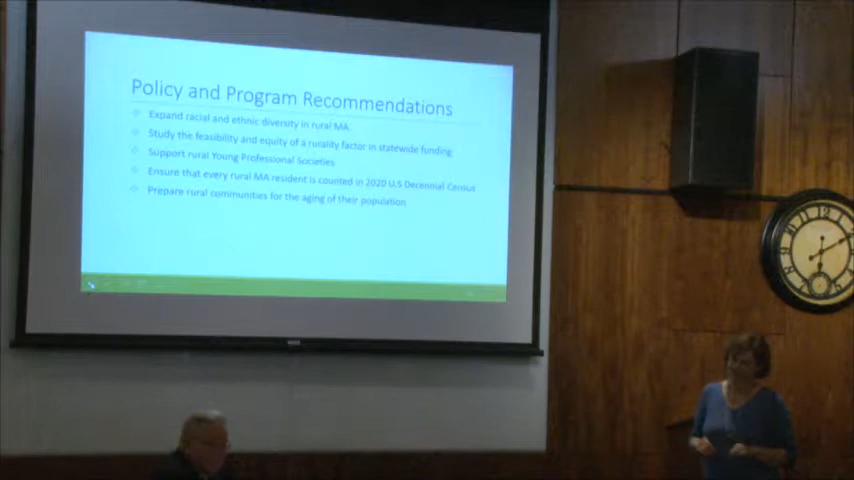 Policy and Program Recommendations
Expand racial and ethnic diversity in rural MA.
Study the feasibility and equity of a rurality factor in statewide funding
Support rural Young Professional Societies
Ensure that every rural MA resident is counted in 2020 U.S Decennial Census
Prepare rural communities for the aging of their population
12